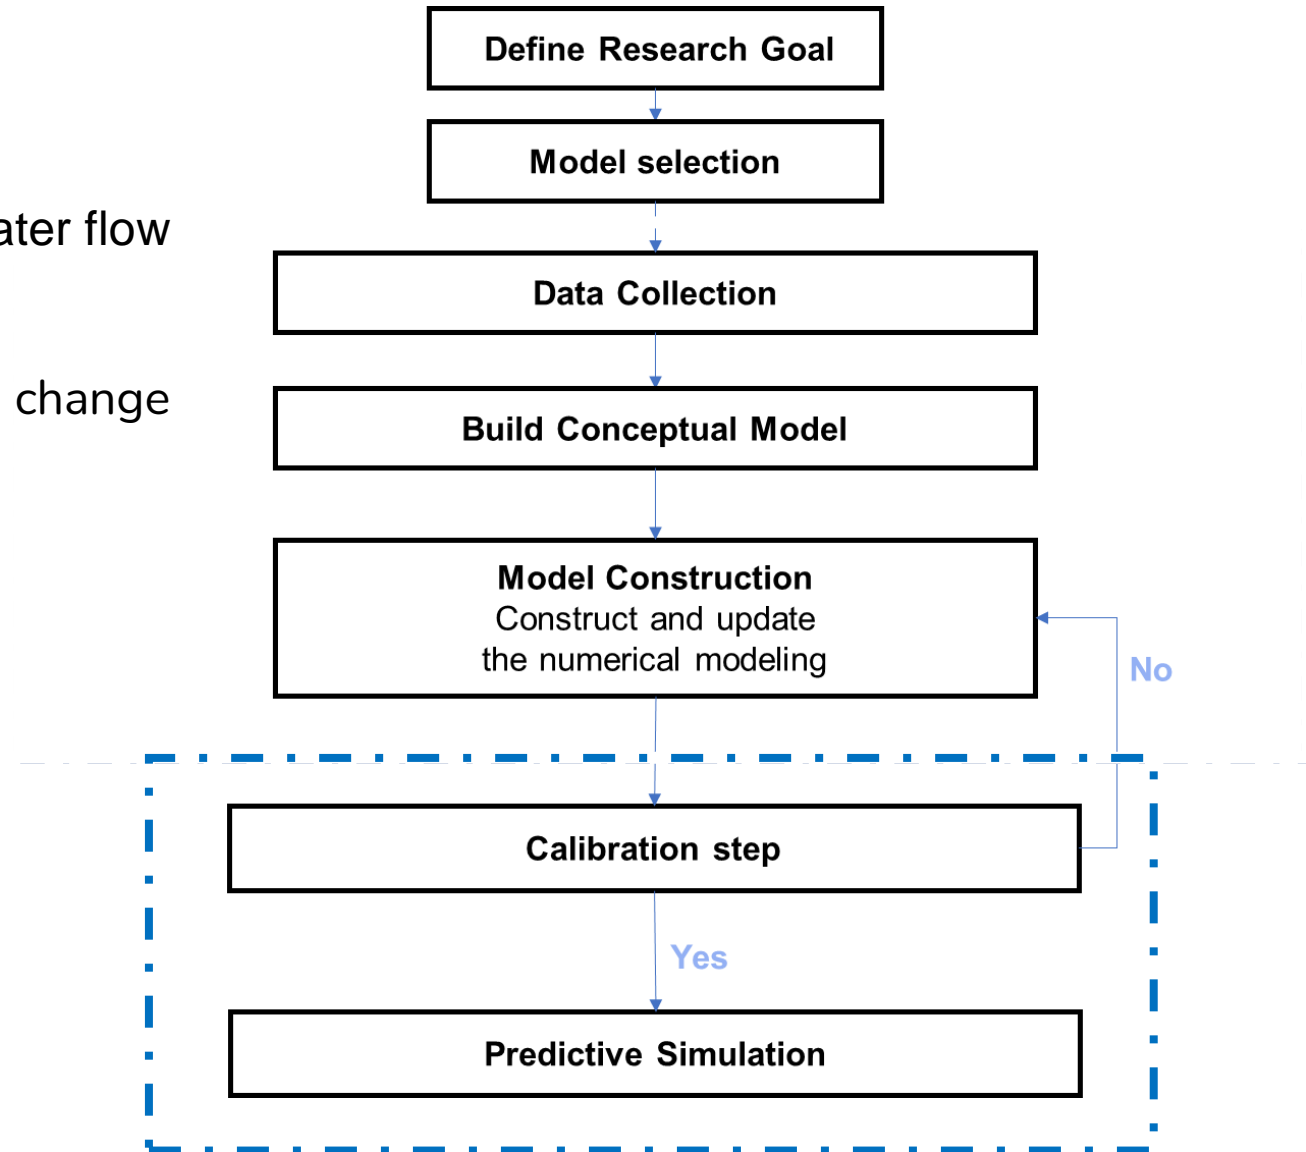 Define Research Goal
Model selection
ater flow
Data Collection
change
Build Conceptual Model
Model Construction
Construct and update
the numerical modeling
No
Calibration step
Yes
Predictive Simulation